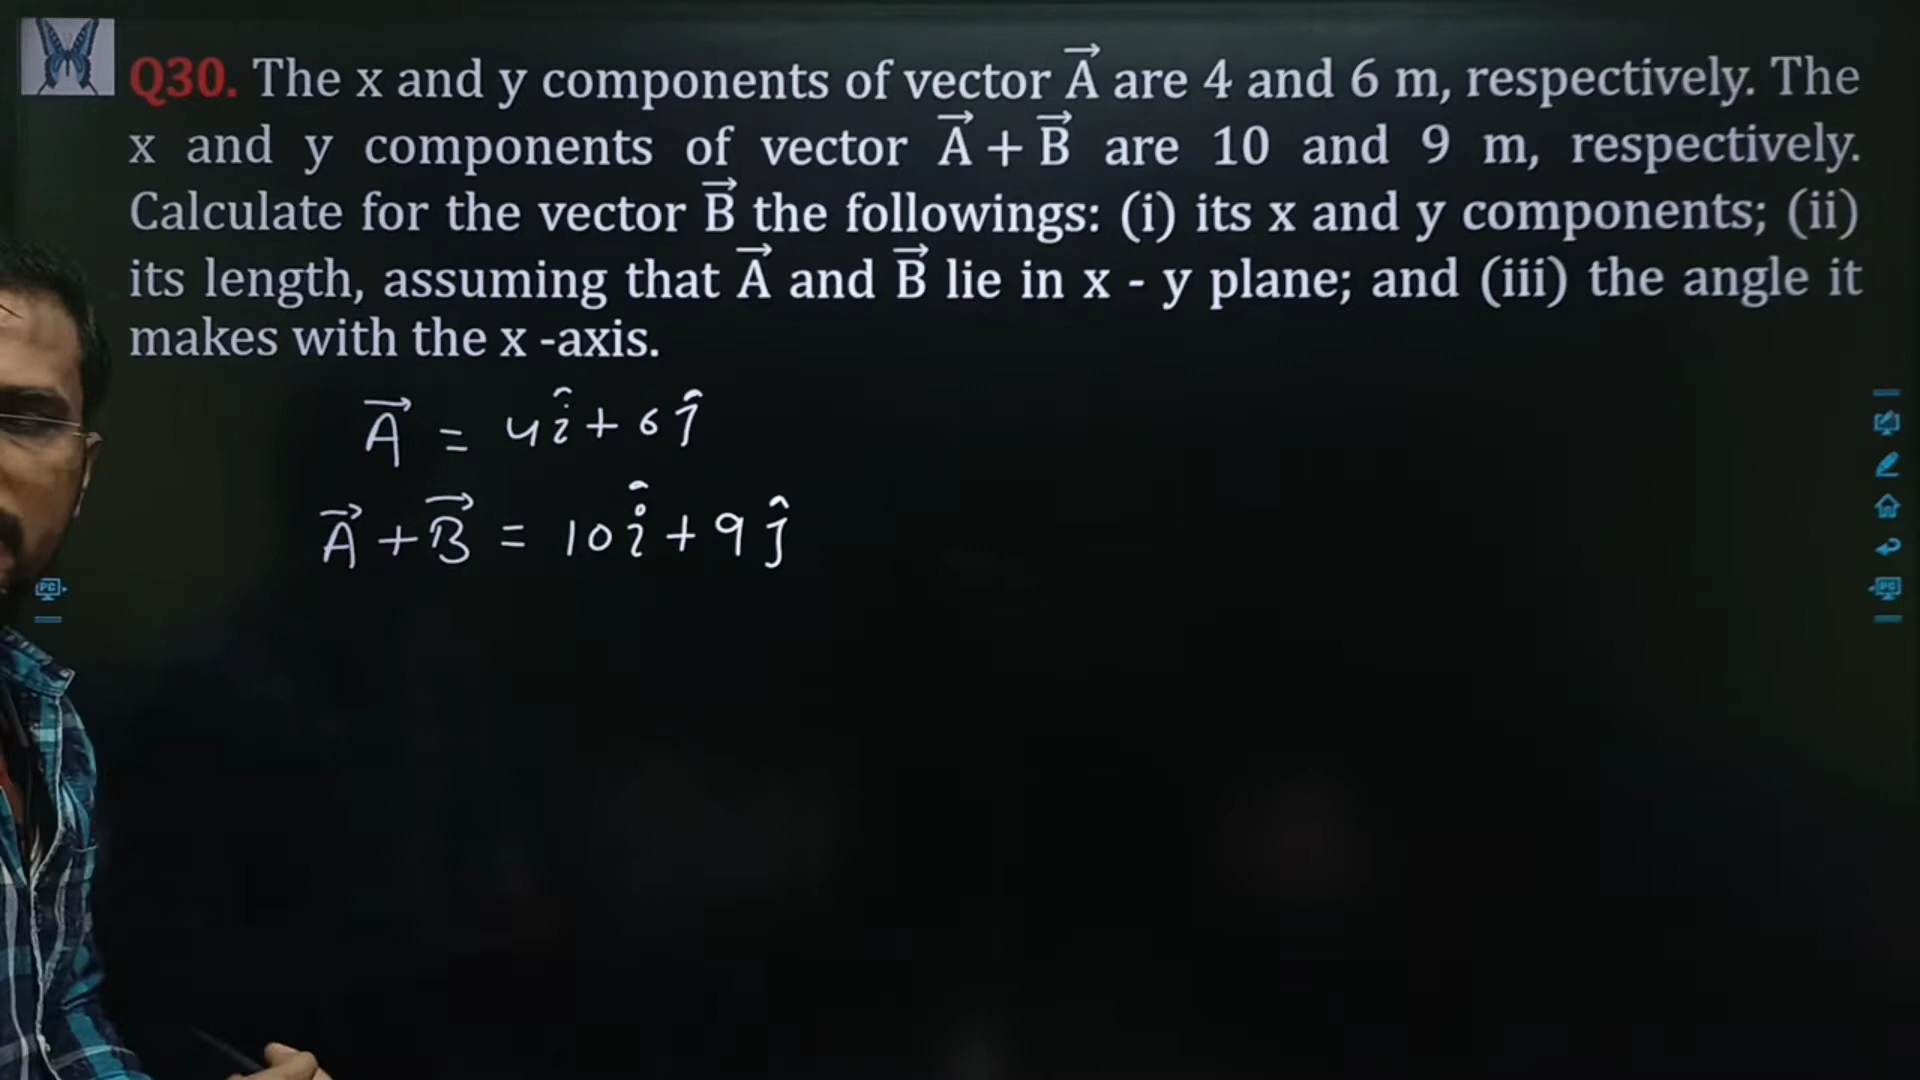 Q30. The x and y components of vector A⃗ are 4 and 6 m, respectively. The
x and y components of vector A⃗ + B⃗ are 10 and 9 m, respectively.
Calculate for the vector B⃗ the followings: (i) its x and y components; (ii)
its length, assuming that A⃗ and B⃗ lie in x - y plane; and (iii) the angle it
makes with the x -axis.
A⃗ = 4î + 6ĵ
A⃗ + B⃗ = 10î + 9ĵ
PC
PC